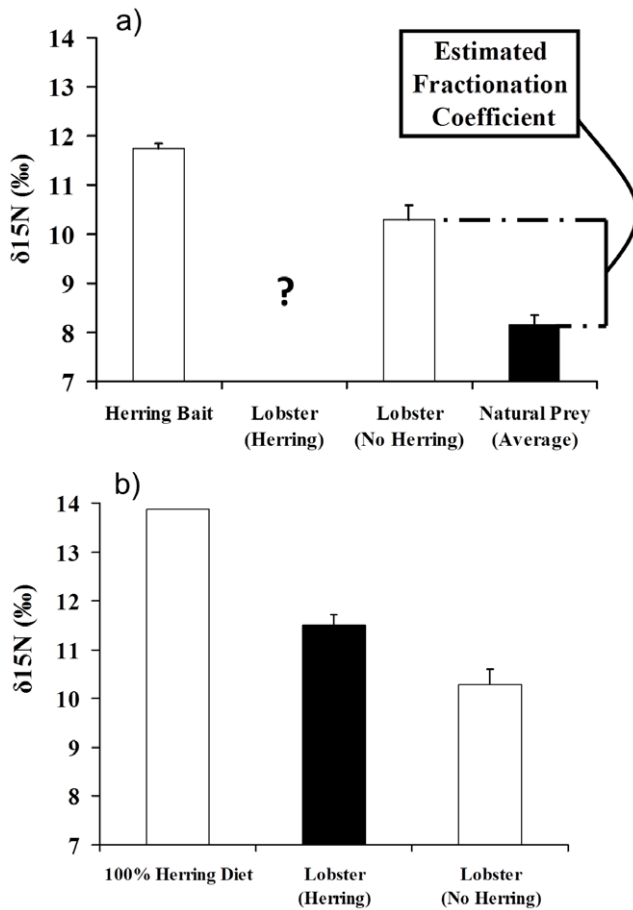 a)
Estimated
Fractionation
Coefficient
δ15N (‰)
14
13
12
11
10
9
8
7
?
Herring Bait
Lobster
(Herring)
Lobster
(No Herring)
Natural Prey
(Average)
b)
δ15N (‰)
14
13
12
11
10
9
8
7
100% Herring Diet
Lobster
(Herring)
Lobster
(No Herring)